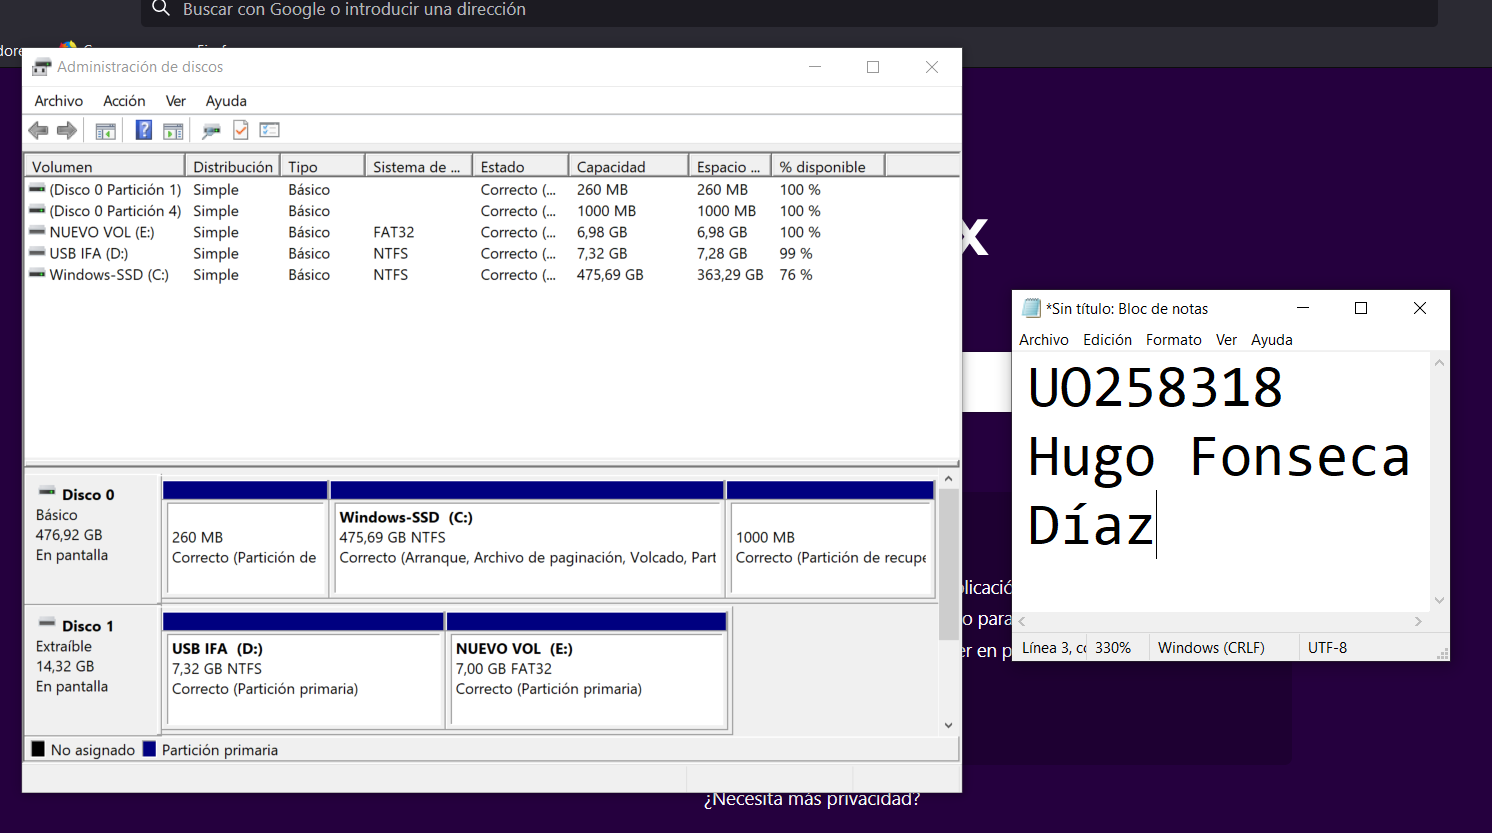 Buscar con Google o introducir una dirección
Administración de discos
Archivo Acción Ver Ayuda
Volumen Distribución Tipo Sistema de ... Estado Capacidad Espacio ... % disponible
(Disco 0 Partición 1) Simple Básico Correcto (... 260 MB 260 MB 100 %
(Disco 0 Partición 4) Simple Básico Correcto (... 1000 MB 1000 MB 100 %
NUEVO VOL (E:) Simple Básico FAT32 Correcto (... 6,98 GB 6,98 GB 100 %
USB IFA (D:) Simple Básico NTFS Correcto (... 7,32 GB 7,28 GB 99 %
Windows-SSD (C:) Simple Básico NTFS Correcto (... 475,69 GB 363,29 GB 76 %
Disco 0
Básico
476,92 GB
En pantalla
260 MB
Correcto (Partición de
Windows-SSD (C:)
475,69 GB NTFS
Correcto (Arranque, Archivo de paginación, Volcado, Part
1000 MB
Correcto (Partición de recupe
Disco 1
Extraíble
14,32 GB
En pantalla
USB IFA (D:)
7,32 GB NTFS
Correcto (Partición primaria)
NUEVO VOL (E:)
7,00 GB FAT32
Correcto (Partición primaria)
No asignado Partición primaria
x
*Sin título: Bloc de notas
Archivo Edición Formato Ver Ayuda
UO258318
Hugo Fonseca
Díaz
Línea 3, cc 330% Windows (CRLF) UTF-8
o para
er en p
¿Necesita más privacidad?